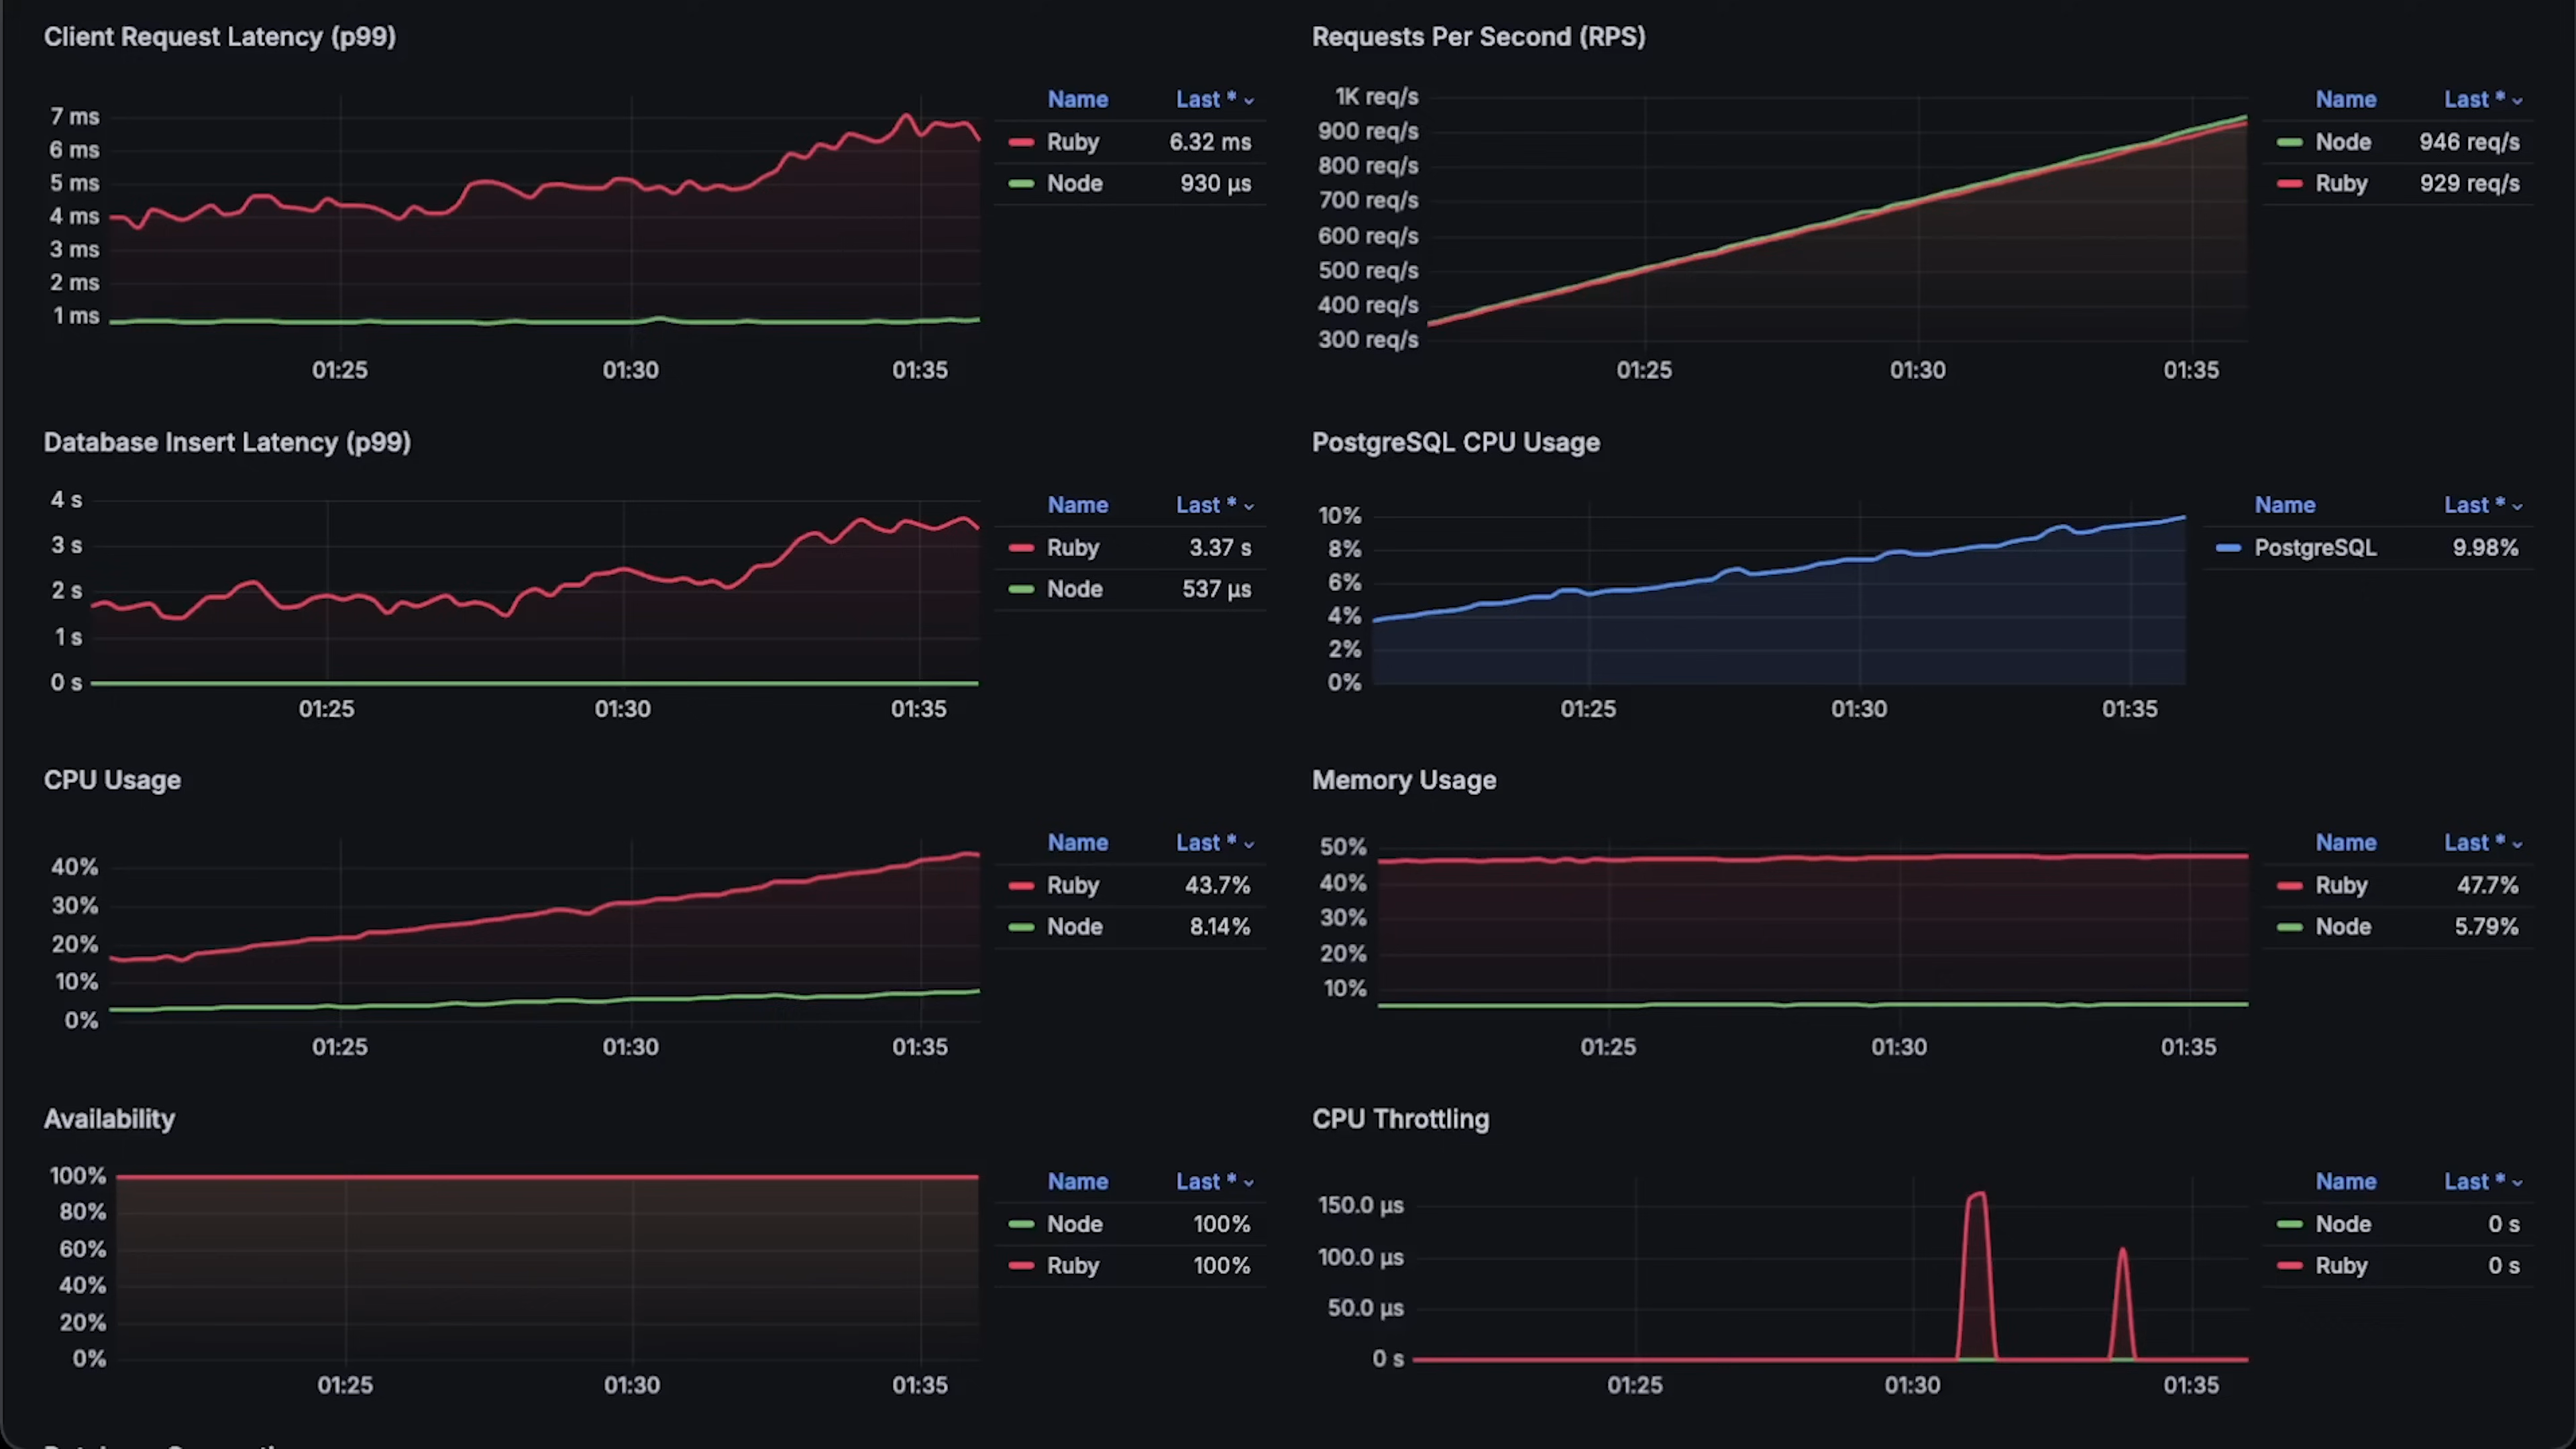 Client Request Latency (p99)
Name Last *
7 ms
6 ms
5 ms
4 ms
3 ms
2 ms
1 ms
01:25 01:30 01:35
Ruby 6.32 ms
Node 930 µs
Requests Per Second (RPS)
Name Last *
1K req/s
900 req/s
800 req/s
700 req/s
600 req/s
500 req/s
400 req/s
300 req/s
01:25 01:30 01:35
Node 946 req/s
Ruby 929 req/s
Database Insert Latency (p99)
Name Last *
4 s
3 s
2 s
1 s
0 s
01:25 01:30 01:35
Ruby 3.37 s
Node 537 µs
PostgreSQL CPU Usage
Name Last *
10%
8%
6%
4%
2%
0%
01:25 01:30 01:35
PostgreSQL 9.98%
CPU Usage
Name Last *
40%
30%
20%
10%
0%
01:25 01:30 01:35
Ruby 43.7%
Node 8.14%
Memory Usage
Name Last *
50%
40%
30%
20%
10%
01:25 01:30 01:35
Ruby 47.7%
Node 5.79%
Availability
Name Last *
100%
80%
60%
40%
20%
0%
01:25 01:30 01:35
Node 100%
Ruby 100%
CPU Throttling
Name Last *
150.0 µs
100.0 µs
50.0 µs
0 s
01:25 01:30 01:35
Node 0 s
Ruby 0 s